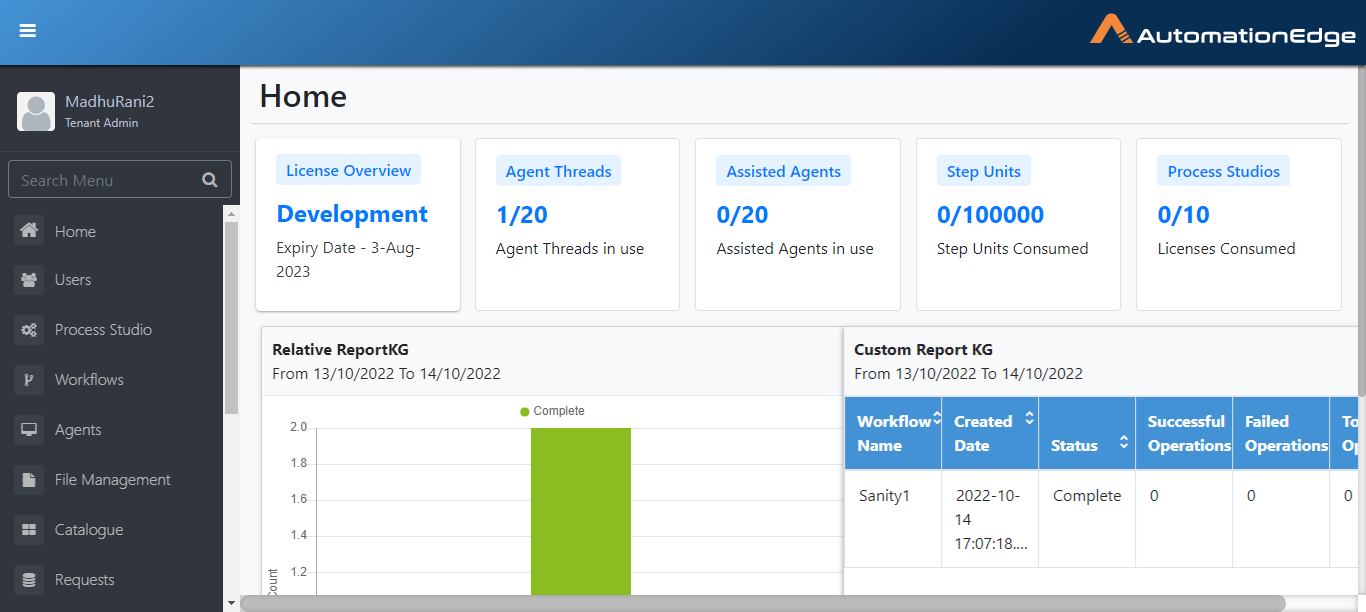 AutomationEdge
MadhuRani2
Tenant Admin
Search Menu
Home
Users
Process Studio
Workflows
Agents
File Management
Catalogue
Requests
Home
License Overview
Development
Expiry Date - 3-Aug-
2023
Agent Threads
1/20
Agent Threads in use
Assisted Agents
0/20
Assisted Agents in use
Step Units
0/100000
Step Units Consumed
Process Studios
0/10
Licenses Consumed
Relative ReportKG
From 13/10/2022 To 14/10/2022
Complete
2.0
1.8
1.6
1.4
1.2
Count
Custom Report KG
From 13/10/2022 To 14/10/2022
Workflow
Name
Created
Date
Status
Successful
Operations
Failed
Operations
To
Op
Sanity1
2022-10-
14
17:07:18....
Complete
0
0
0